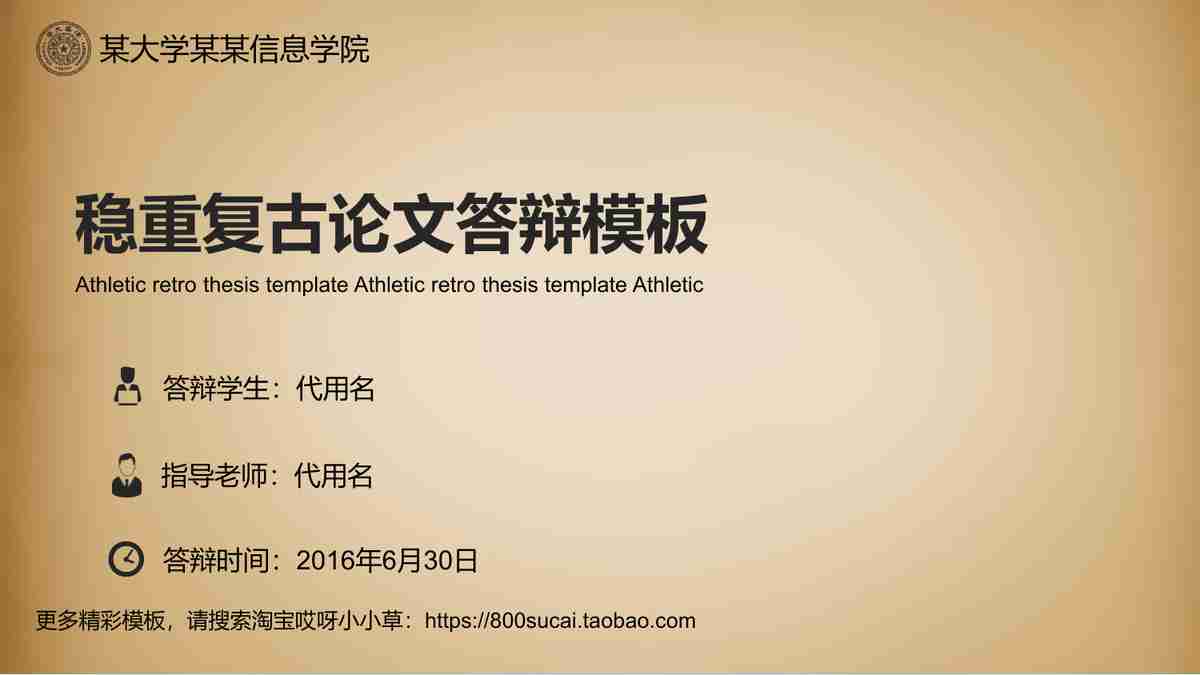 某大学某某信息学院
稳重复古论文答辩模板
Athletic retro thesis template Athletic retro thesis template Athletic
答辩学生：代用名
指导老师：代用名
答辩时间：2016年6月30日
更多精彩模板，请搜索淘宝哎呀小小草：https://800sucai.taobao.com